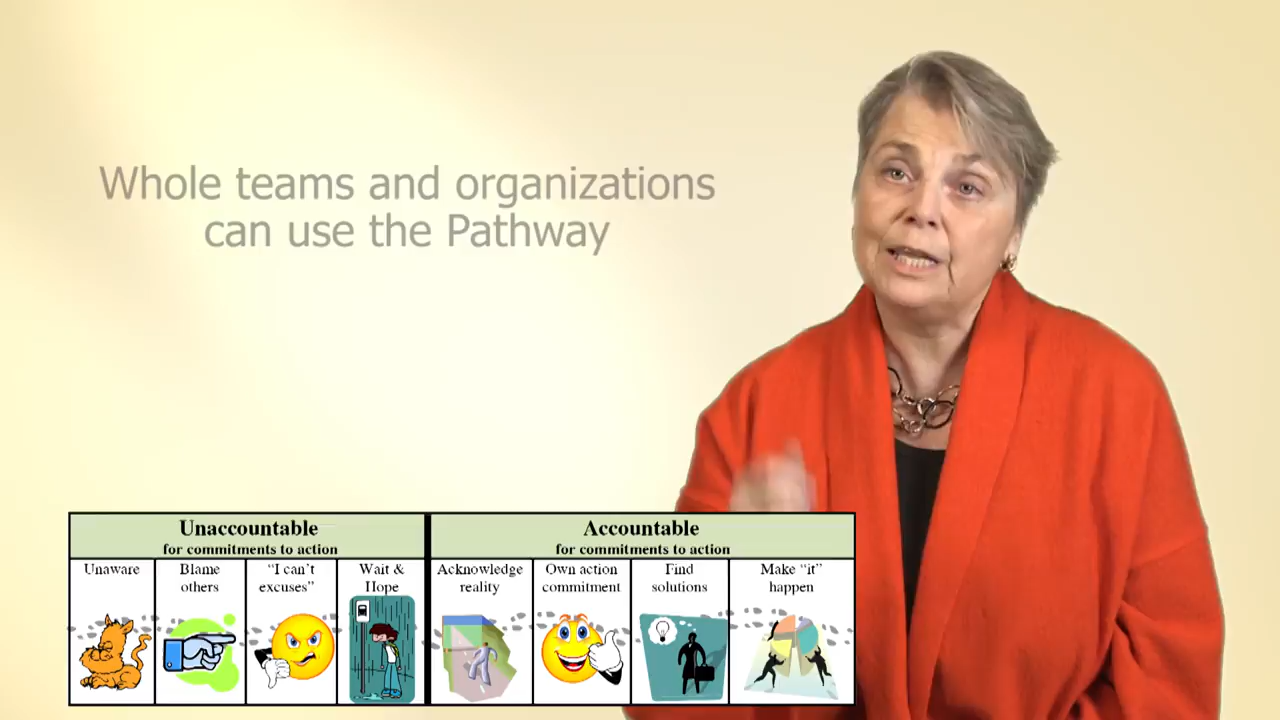 Whole teams and organizations
can use the Pathway
Unaccountable
for commitments to action
Accountable
for commitments to action
Unaware
Blame
others
“I can’t
excuses”
Wait &
Hope
Acknowledge
reality
Own action
commitment
Find
solutions
Make “it”
happen